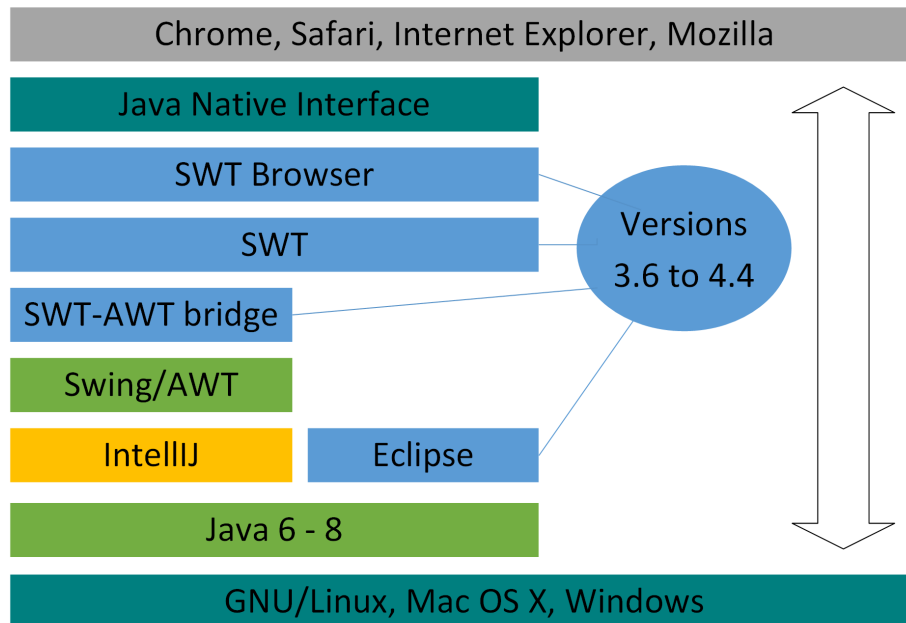 Chrome, Safari, Internet Explorer, Mozilla
Java Native Interface
SWT Browser
Versions
3.6 to 4.4
SWT
SWT-AWT bridge
Swing/AWT
IntellIJ
Eclipse
Java 6 - 8
GNU/Linux, Mac OS X, Windows